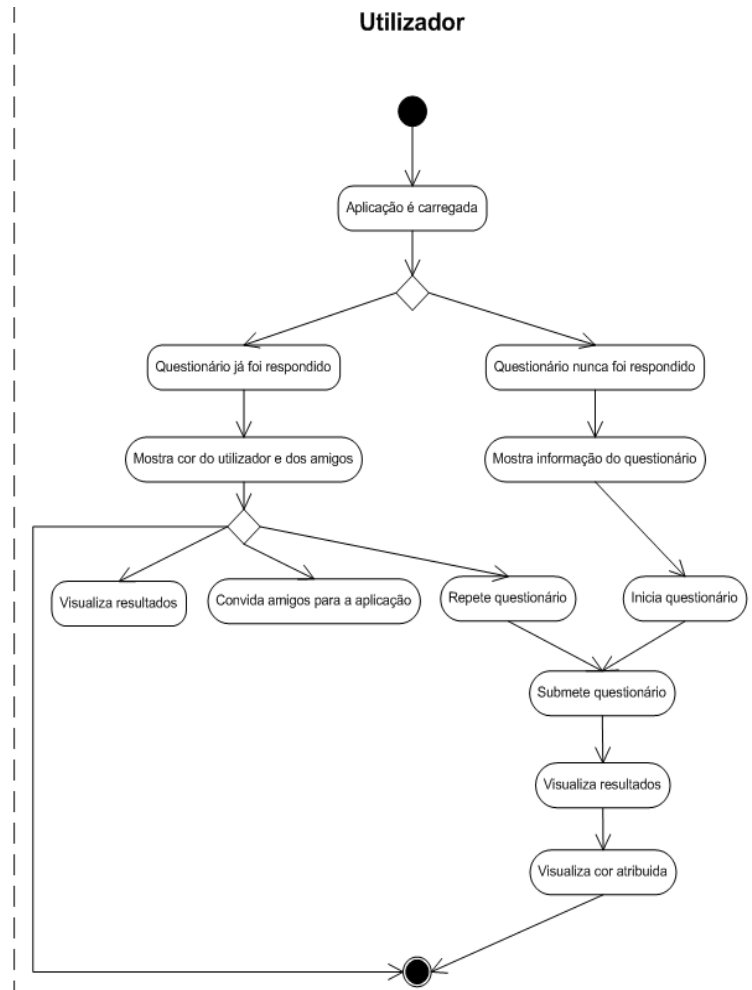 Utilizador
Aplicação é carregada
Questionário já foi respondido
Questionário nunca foi respondido
Mostra cor do utilizador e dos amigos
Mostra informação do questionário
Visualiza resultados
Convida amigos para a aplicação
Repete questionário
Inicia questionário
Submete questionário
Visualiza resultados
Visualiza cor atribuida